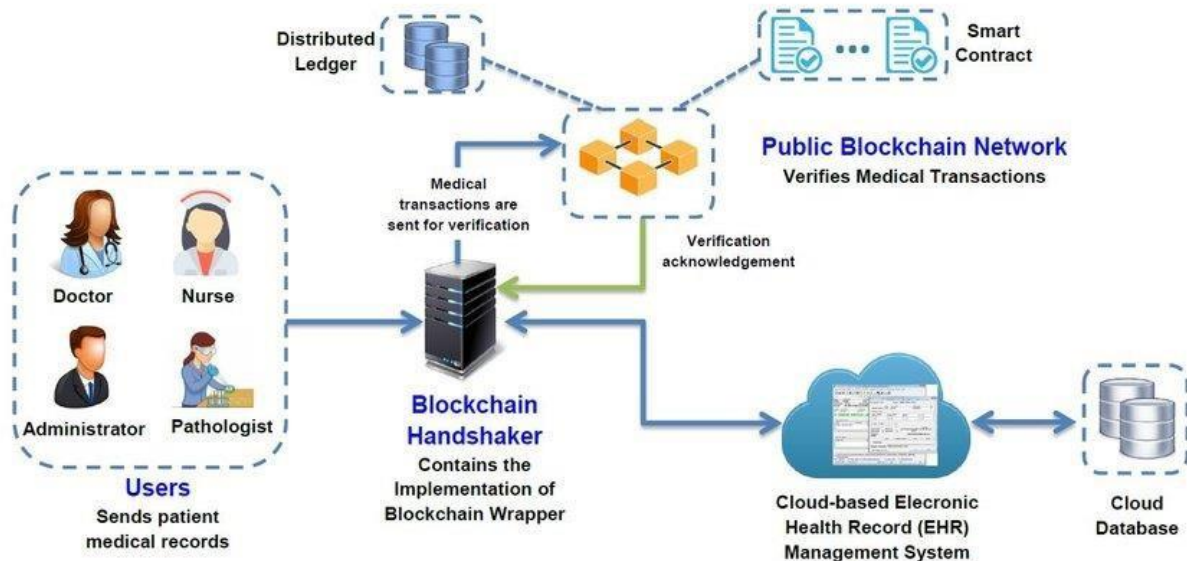 Distributed
Ledger
Smart
Contract
Public Blockchain Network
Verifies Medical Transactions
Medical
transactions are
sent for verification
Verification
acknowledgement
Doctor
Nurse
Administrator
Pathologist
Users
Sends patient
medical records
Blockchain
Handshaker
Contains the
Implementation of
Blockchain Wrapper
Cloud-based Elecronic
Health Record (EHR)
Management System
Cloud
Database